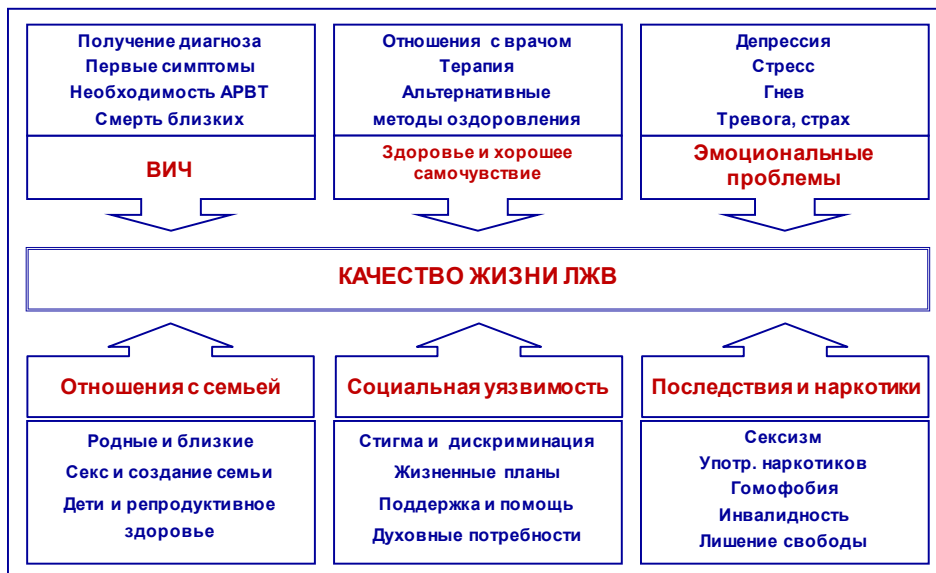 Получение диагноза
Первые симптомы
Необходимость АРВТ
Смерть близких
ВИЧ
Отношения с врачом
Терапия
Альтернативные
методы оздоровления
Здоровье и хорошее
самочувствие
Депрессия
Стресс
Гнев
Тревога, страх
Эмоциональные
проблемы
КАЧЕСТВО ЖИЗНИ ЛЖВ
Отношения с семьей
Родные и близкие
Секс и создание семьи
Дети и репродуктивное
здоровье
Социальная уязвимость
Стигма и дискриминация
Жизненные планы
Поддержка и помощь
Духовные потребности
Последствия и наркотики
Сексизм
Употр. наркотиков
Гомофобия
Инвалидность
Лишение свободы